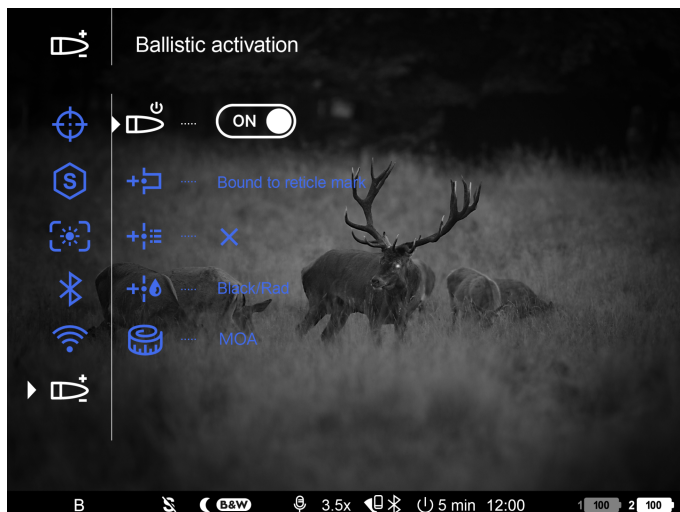 Ballistic activation
ON
S
Bound to reticle mark
Black/Rad
MOA
B S B&W 3.5x 5 min 12:00 1 100 2 100